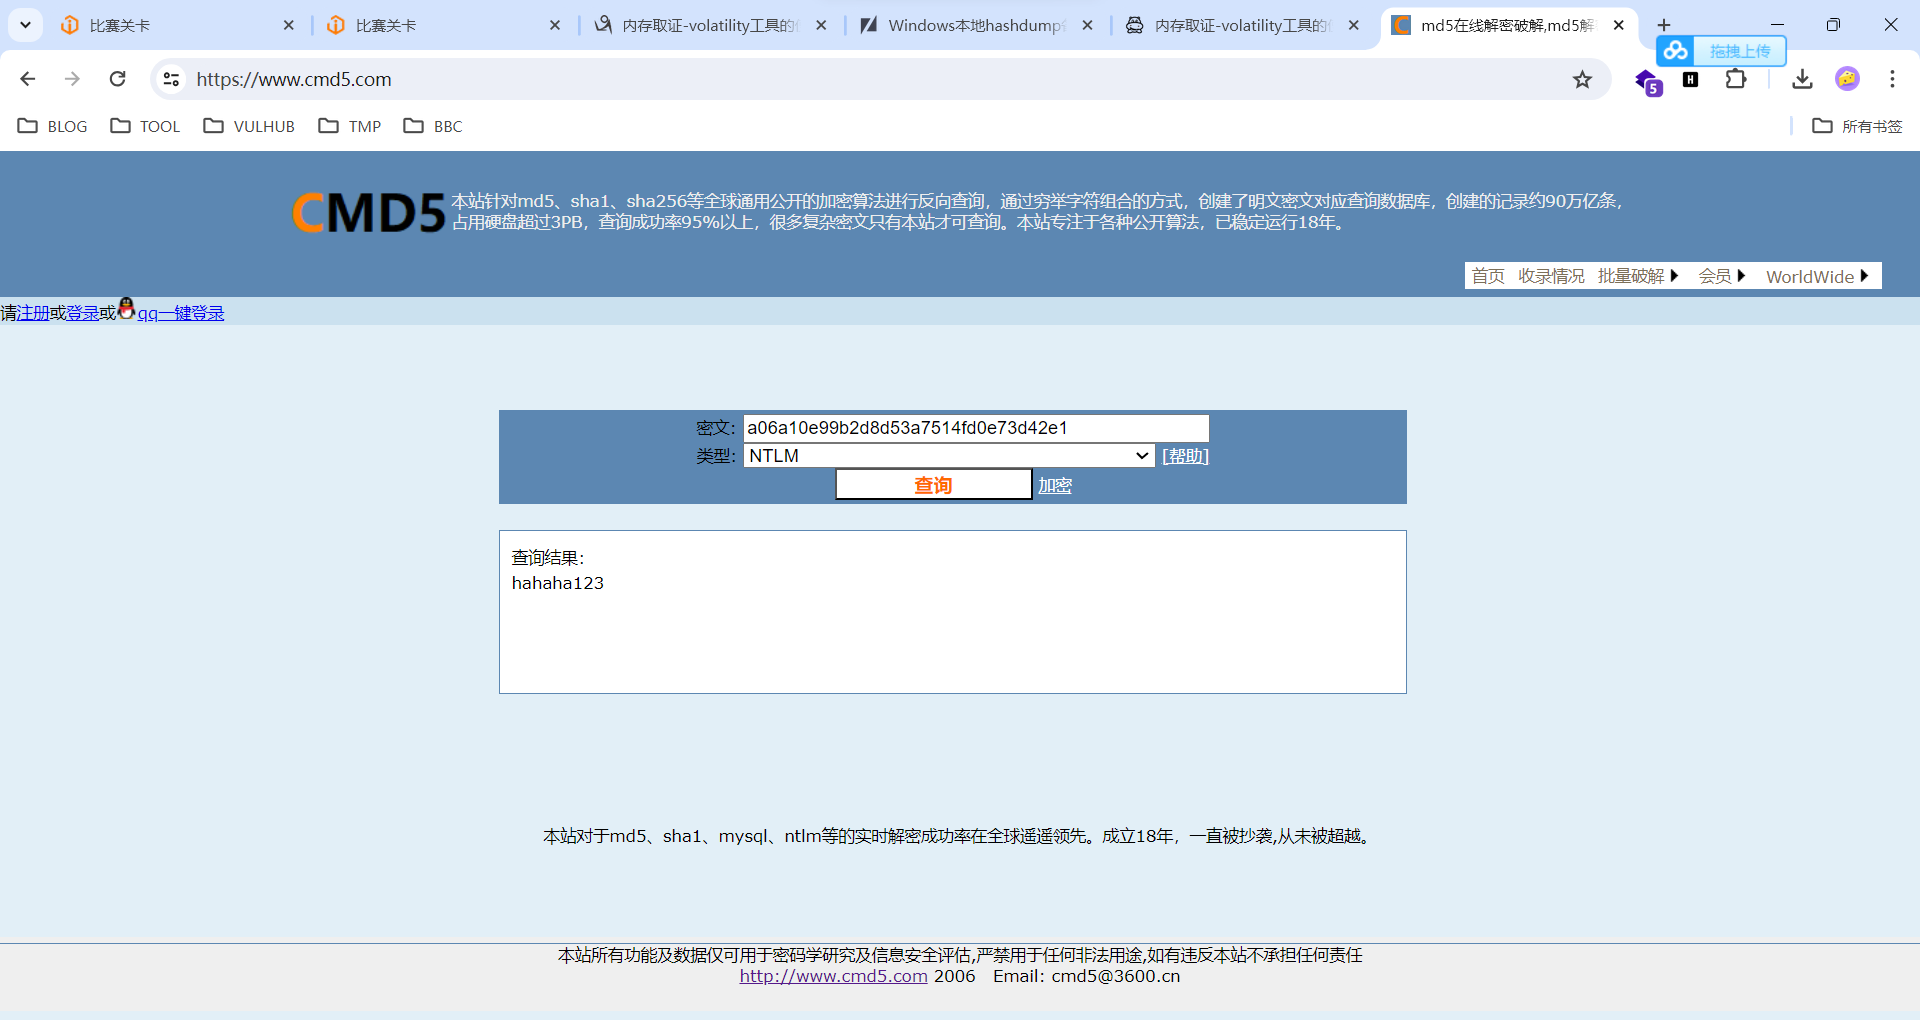 比赛关卡
比赛关卡
内存取证-volatility工具的
Windows本地hashdump
内存取证-volatility工具的
md5在线解密破解,md5解
拖拽上传
https://www.cmd5.com
5
H
BLOG
TOOL
VULHUB
TMP
BBC
所有书签
CMD5
本站针对md5、sha1、sha256等全球通用公开的加密算法进行反向查询，通过穷举字符组合的方式，创建了明文密文对应查询数据库，创建的记录约90万亿条，
占用硬盘超过3PB，查询成功率95%以上，很多复杂密文只有本站才可查询。本站专注于各种公开算法，已稳定运行18年。
首页 收录情况 批量破解 会员 WorldWide
请注册或登录或qq一键登录
密文：a06a10e99b2d8d53a7514fd0e73d42e1
类型：NTLM [帮助]
查询 加密
查询结果：
hahaha123
本站对于md5、sha1、mysql、ntlm等的实时解密成功率在全球遥遥领先。成立18年，一直被抄袭,从未被超越。
本站所有功能及数据仅可用于密码学研究及信息安全评估,严禁用于任何非法用途,如有违反本站不承担任何责任
http://www.cmd5.com 2006 Email：cmd5@3600.cn